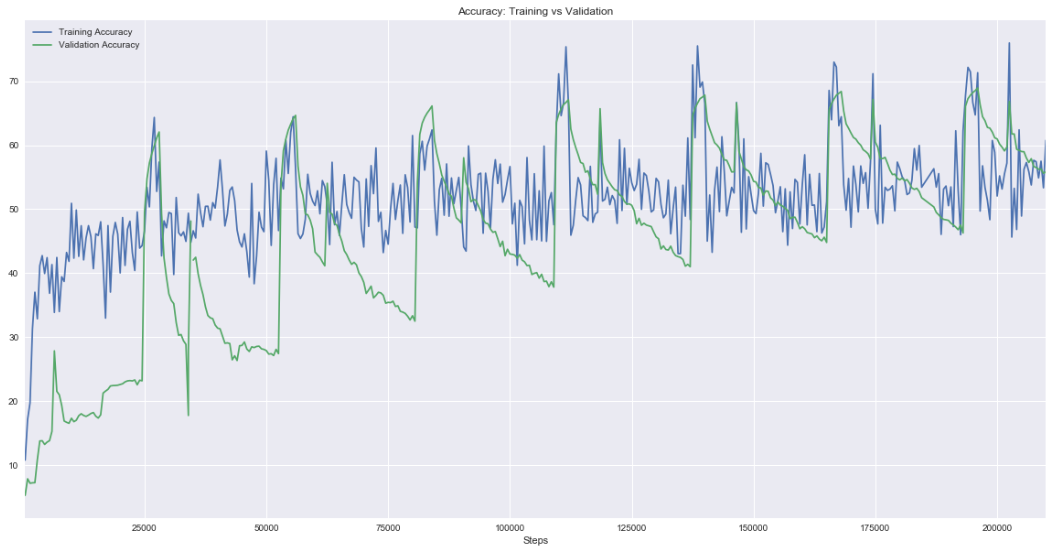 Accuracy: Training vs Validation
Training Accuracy
Validation Accuracy
70
60
50
40
30
20
10
25000 50000 75000 100000 125000 150000 175000 200000
Steps